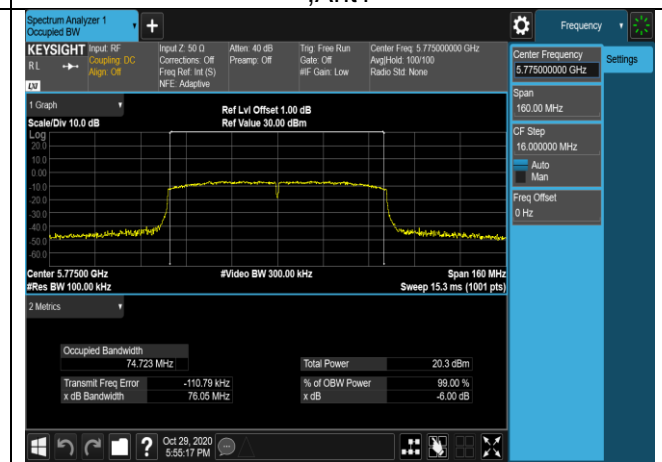 Spectrum Analyzer 1
Occupied BW
+
Frequency
KEYSIGHT
RL
LXI
Input: RF
Coupling: DC
Align: Off
Input Z: 50 Ω
Corrections: Off
Freq Ref: Int (S)
NFE: Adaptive
Atten: 40 dB
Preamp: Off
Trig: Free Run
Gate: Off
#IF Gain: Low
Center Freq: 5.775000000 GHz
Avg|Hold: 100/100
Radio Std: None
Center Frequency
5.775000000 GHz
Settings
Span
160.00 MHz
CF Step
16.000000 MHz
Auto
Man
Freq Offset
0 Hz
1 Graph
Scale/Div 10.0 dB
Ref Lvl Offset 1.00 dB
Ref Value 30.00 dBm
Log
20.0
10.0
0.00
-10.0
-20.0
-30.0
-40.0
-50.0
-60.0
Center 5.77500 GHz
#Video BW 300.00 kHz
Span 160 MHz
#Res BW 100.00 kHz
Sweep 15.3 ms (1001 pts)
2 Metrics
Occupied Bandwidth
74.723 MHz
Total Power 20.3 dBm
Transmit Freq Error -110.79 kHz
% of OBW Power 99.00 %
x dB Bandwidth 76.05 MHz
x dB -6.00 dB
?
Oct 29, 2020
5:55:17 PM